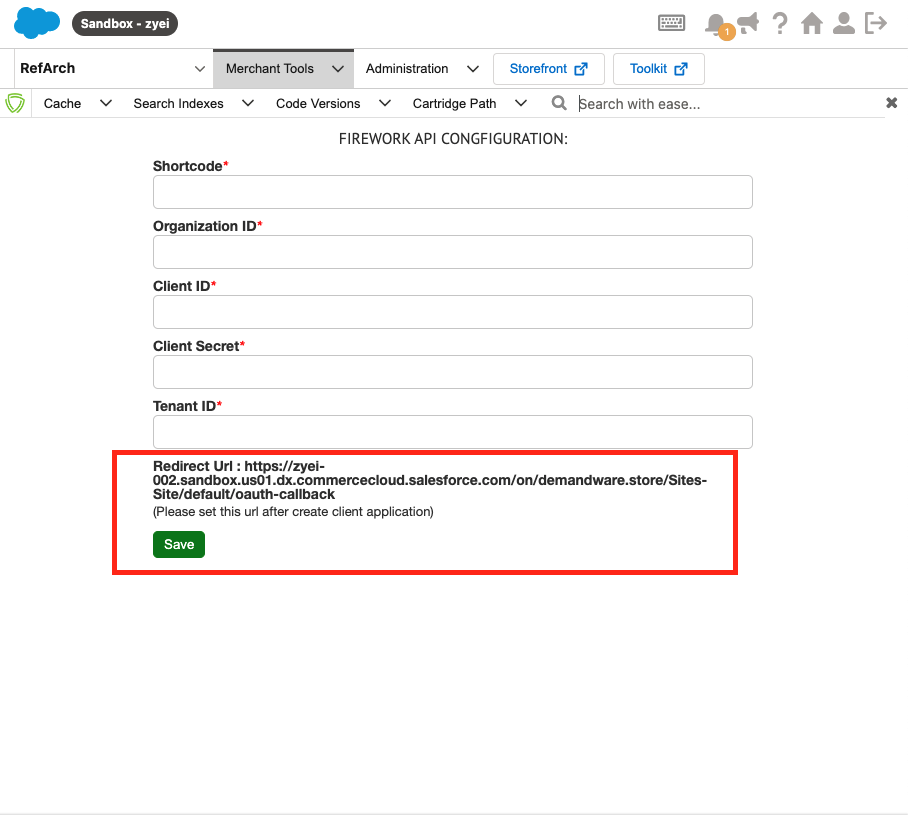 Sandbox - zyei
1
RefArch
Merchant Tools
Administration
Storefront
Toolkit
Cache
Search Indexes
Code Versions
Cartridge Path
Search with ease...
FIREWORK API CONGFIGURATION:
Shortcode*
Organization ID*
Client ID*
Client Secret*
Tenant ID*
Redirect Url : https://zyei-
002.sandbox.us01.dx.commercecloud.salesforce.com/on/demandware.store/Sites-
Site/default/oauth-callback
(Please set this url after create client application)
Save